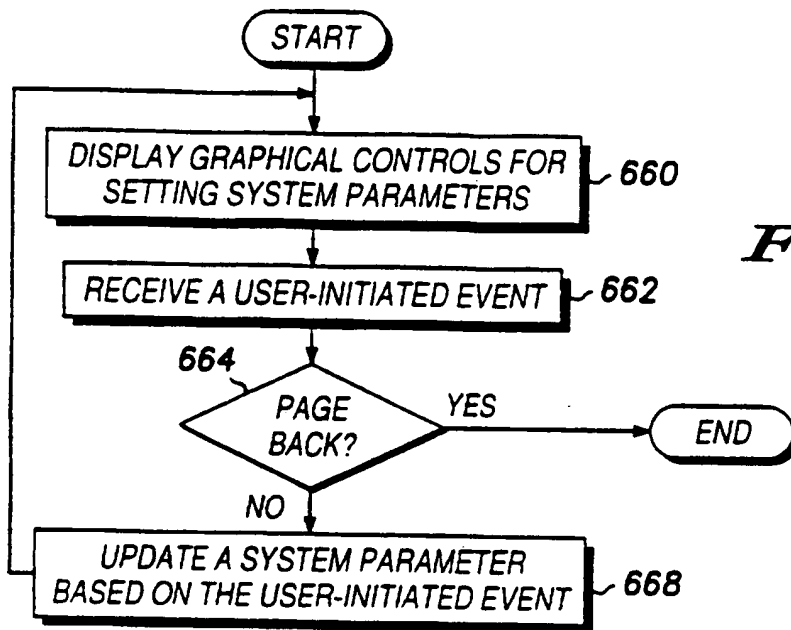 START
DISPLAY GRAPHICAL CONTROLS FOR
SETTING SYSTEM PARAMETERS
660
F
RECEIVE A USER-INITIATED EVENT
662
664
PAGE
BACK?
YES
END
NO
UPDATE A SYSTEM PARAMETER
BASED ON THE USER-INITIATED EVENT
668